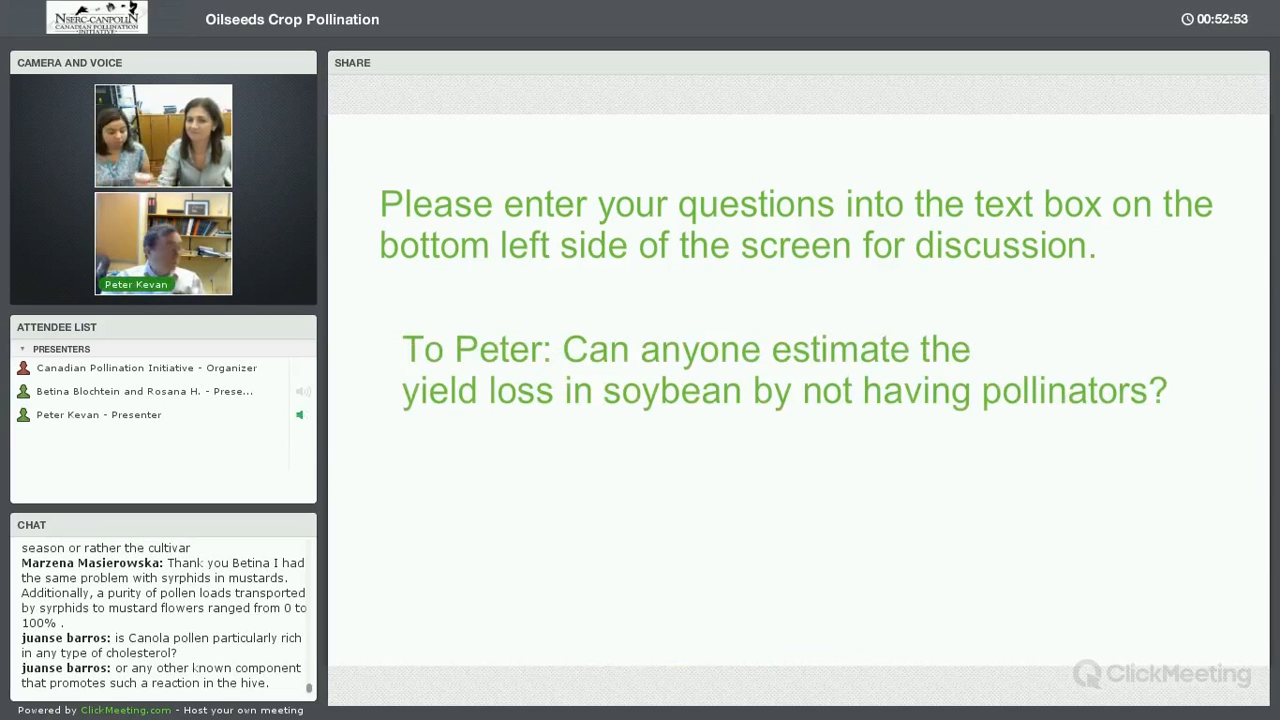 NSERC-CANPOLIN
CANADIAN POLLINATION
INITIATIVE
Oilseeds Crop Pollination
00:52:53
CAMERA AND VOICE
Peter Kevan
ATTENDEE LIST
PRESENTERS
Canadian Pollination Initiative - Organizer
Betina Blochtein and Rosana H. - Prese...
Peter Kevan - Presenter
CHAT
season or rather the cultivar
Marzena Masierowska: Thank you Betina I had
the same problem with syrphids in mustards.
Additionally, a purity of pollen loads transported
by syrphids to mustard flowers ranged from 0 to
100% .
juanse barros: is Canola pollen particularly rich
in any type of cholesterol?
juanse barros: or any other known component
that promotes such a reaction in the hive.
Powered by ClickMeeting.com - Host your own meeting
SHARE
Please enter your questions into the text box on the
bottom left side of the screen for discussion.
To Peter: Can anyone estimate the
yield loss in soybean by not having pollinators?
ClickMeeting